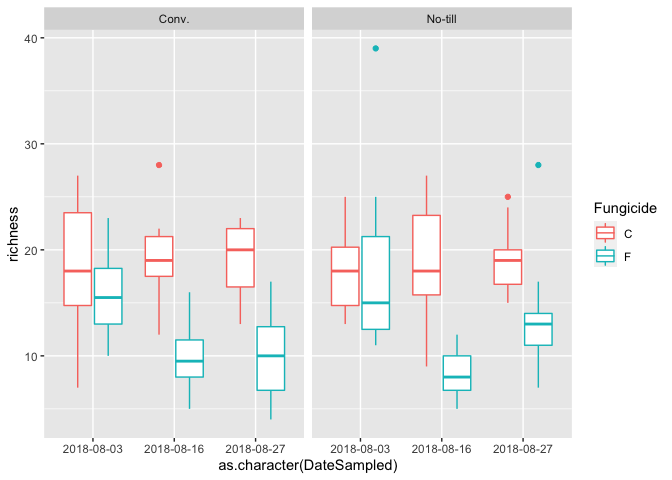 Conv. No-till
richness
40
30
20
10
Fungicide
C
F
2018-08-03 2018-08-16 2018-08-27 2018-08-03 2018-08-16 2018-08-27
as.character(DateSampled)